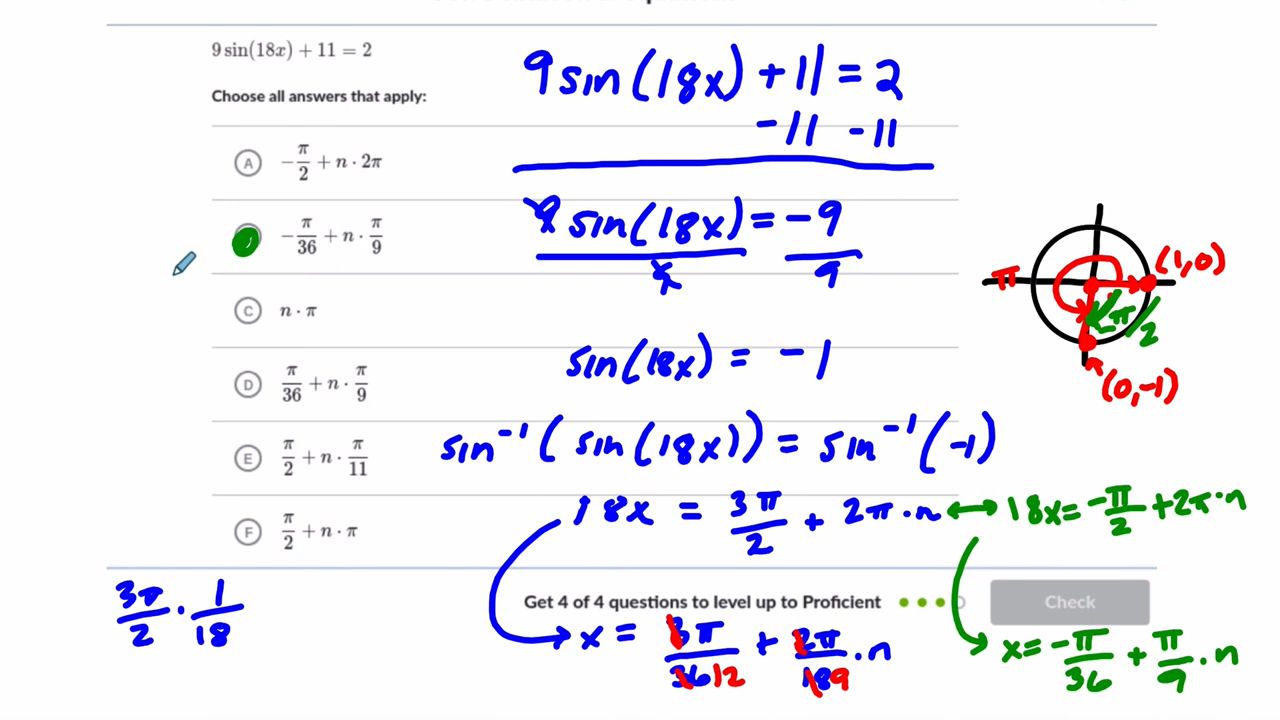 9 sin(18x) + 11 = 2
Choose all answers that apply:
A −π/2 + n · 2π
−π/36 + n · π/9
C n · π
D π/36 + n · π/9
E π/2 + n · π/11
F π/2 + n · π
Get 4 of 4 questions to level up to Proficient
Check
9 sin(18x) + 11 = 2
−11 −11
9 sin(18x) = −9
9 9
sin(18x) = −1
sin⁻¹(sin(18x)) = sin⁻¹(−1)
18x = 3π/2 + 2π·n ↔ 18x = −π/2 + 2π·n
x = 3π/36 12 + 2π/18 9 · n
x = −π/36 + π/9 · n
3π/2 · 1/18
π
(1,0)
π/2
(0,−1)